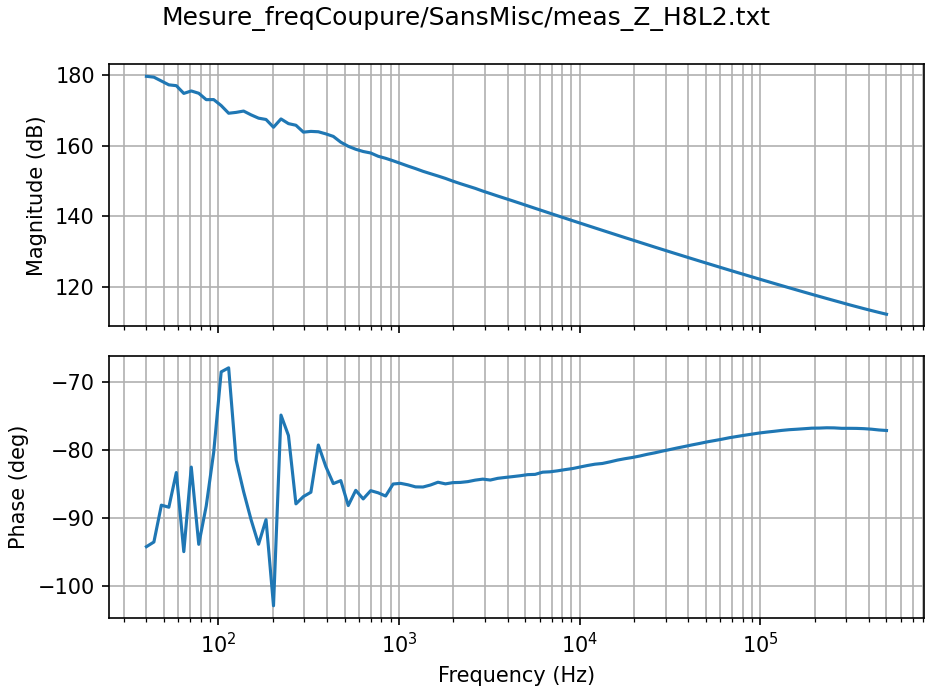 Mesure_freqCoupure/SansMisc/meas_Z_H8L2.txt
180
160
140
120
Magnitude (dB)
−70
−80
−90
−100
Phase (deg)
10² 10³ 10⁴ 10⁵
Frequency (Hz)